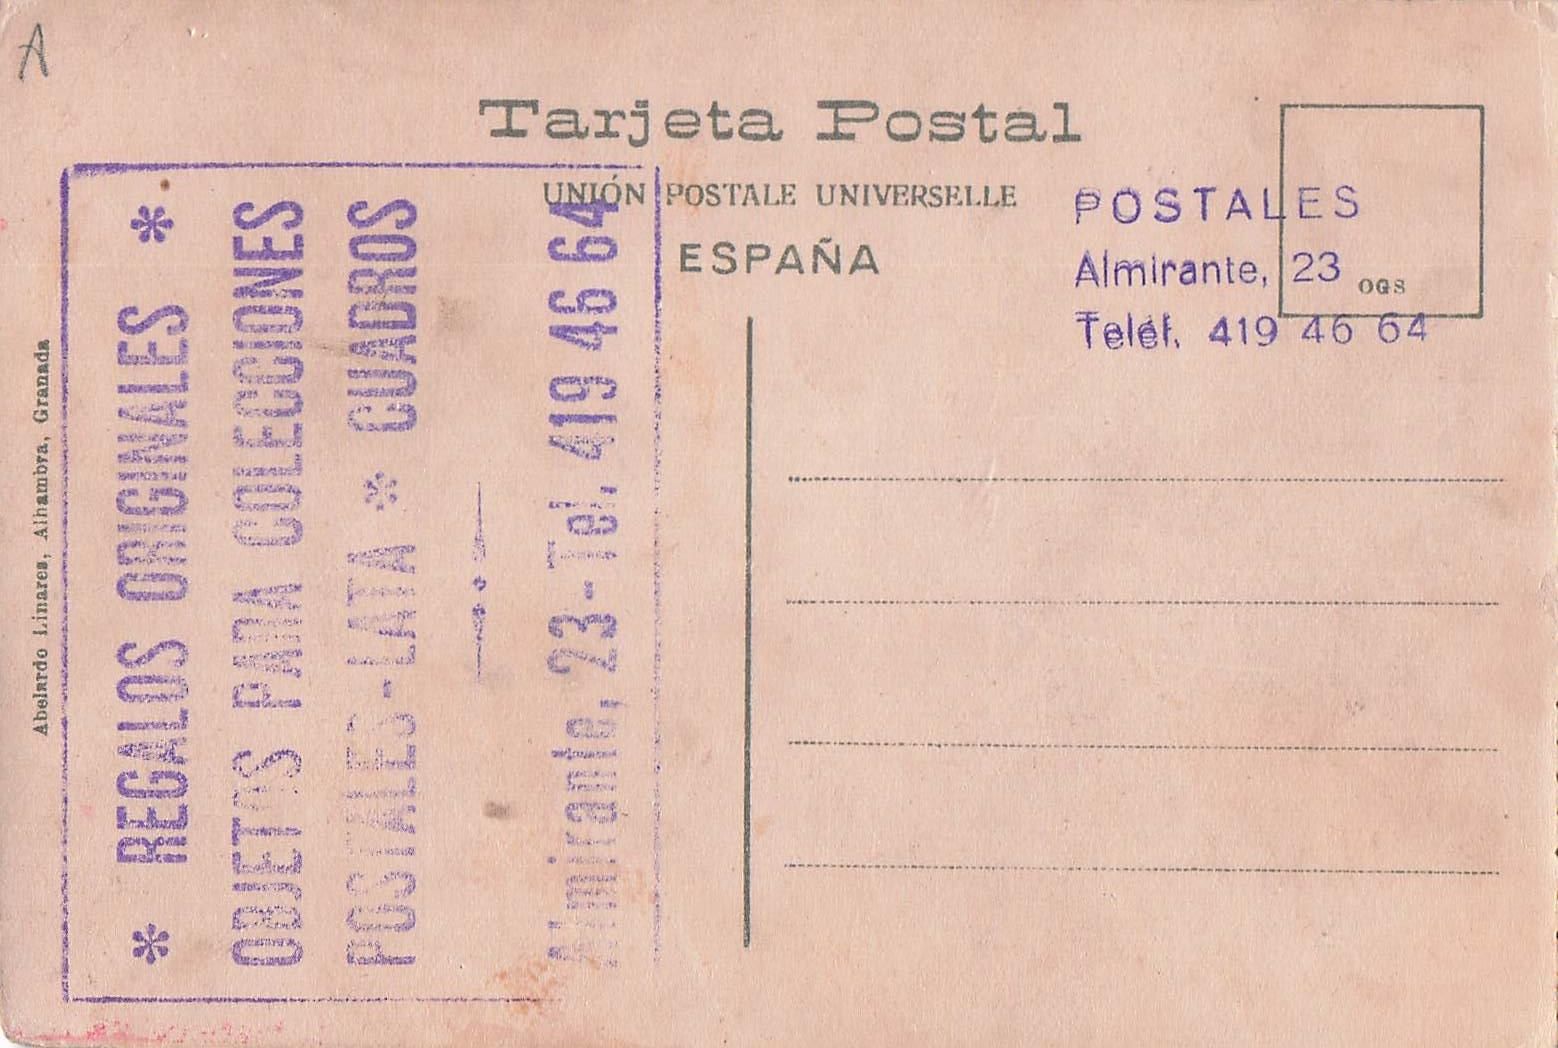 A
Tarjeta Postal
UNIÓN POSTALE UNIVERSELLE
ESPAÑA
POSTALES
Almirante, 23
OGS
Teléf. 419 46 64
* REGALOS ORIGINALES *
OBJETOS PARA COLECCIONES
POSTALES-LATA * CUADROS
Almirante, 23-Tel. 419 46 64
Abelardo Linares, Alhambra, Granada